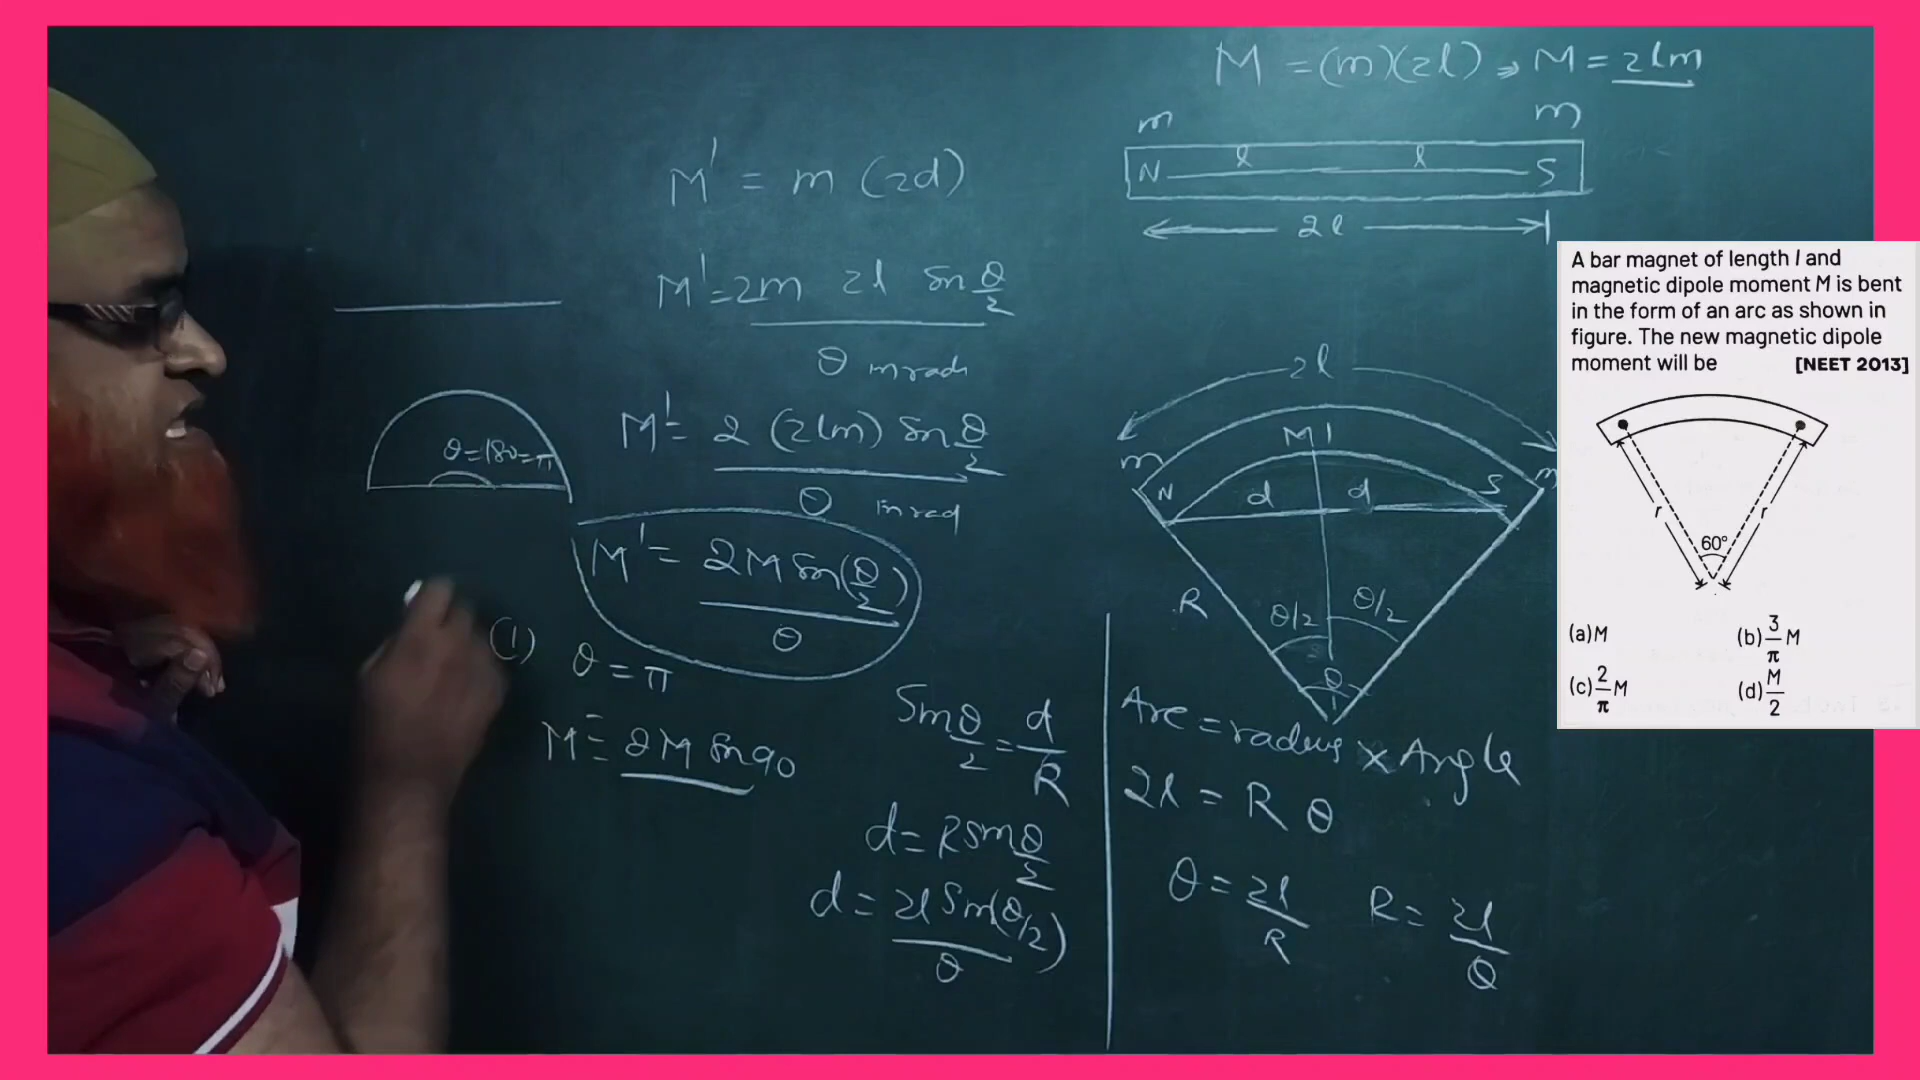 M = (m)(2l) ⇒ M = 2lm
m m
N l l S
2l
M' = m (2d)
M' = 2m 2l Sin θ/2
θ in rad
M' = 2 (2lm) Sin θ/2
θ in rad
M' = 2M Sin(θ/2)
θ
θ=180=π
(1) θ = π
M' = 2M Sin 90
Sin θ/2 = d/R
d = R Sin θ/2
d = 2l Sin(θ/2)
θ
2l
M'
m N d d S m
R θ/2 θ/2
θ
Arc = radius × Angle
2l = R θ
θ = 2l/R R = 2l/θ
A bar magnet of length l and
magnetic dipole moment M is bent
in the form of an arc as shown in
figure. The new magnetic dipole
moment will be [NEET 2013]
r r
60°
(a) M (b) 3/π M
(c) 2/π M (d) M/2